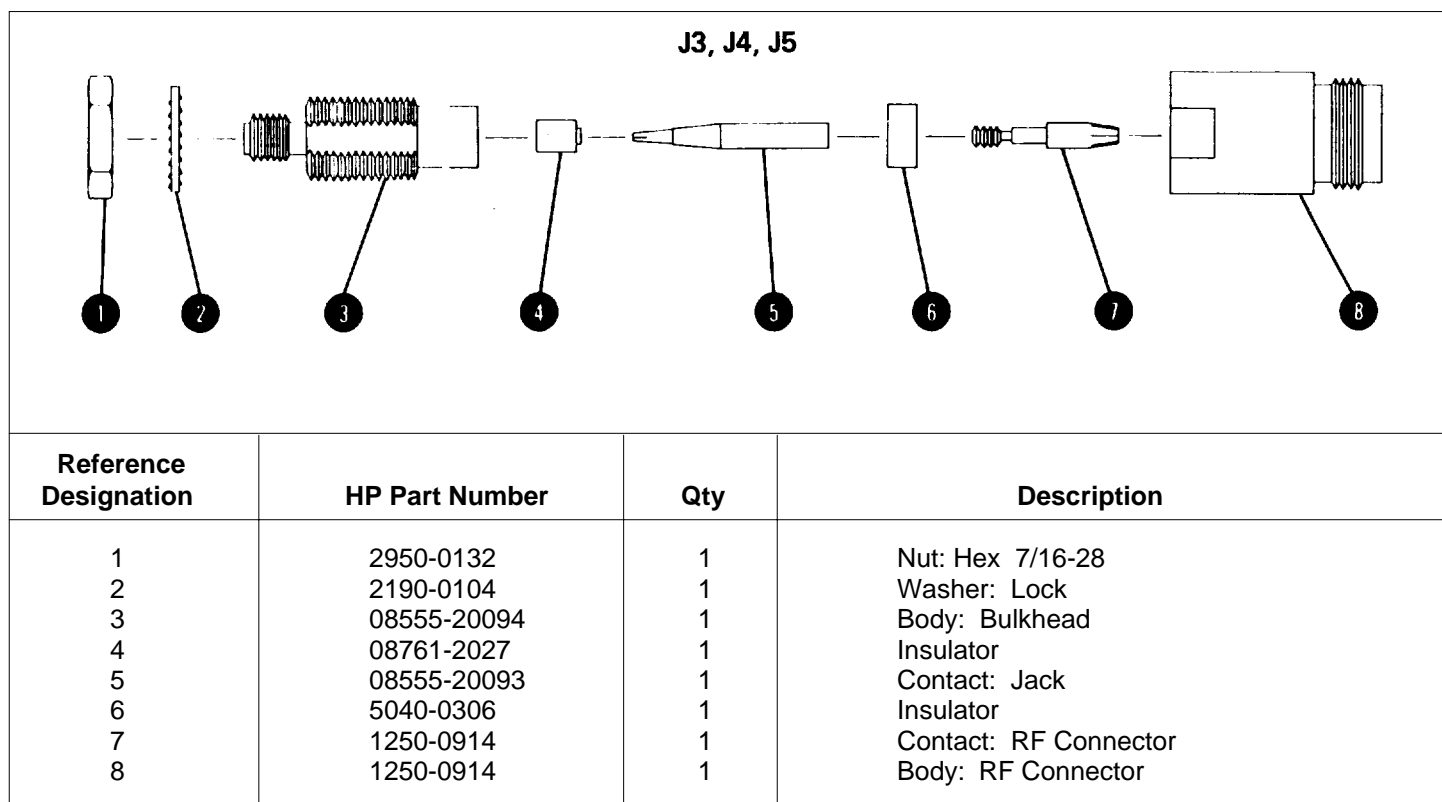 J3, J4, J5
1 2 3 4 5 6 7 8
Reference Designation HP Part Number Qty Description
1 2950-0132 1 Nut: Hex 7/16-28
2 2190-0104 1 Washer: Lock
3 08555-20094 1 Body: Bulkhead
4 08761-2027 1 Insulator
5 08555-20093 1 Contact: Jack
6 5040-0306 1 Insulator
7 1250-0914 1 Contact: RF Connector
8 1250-0914 1 Body: RF Connector